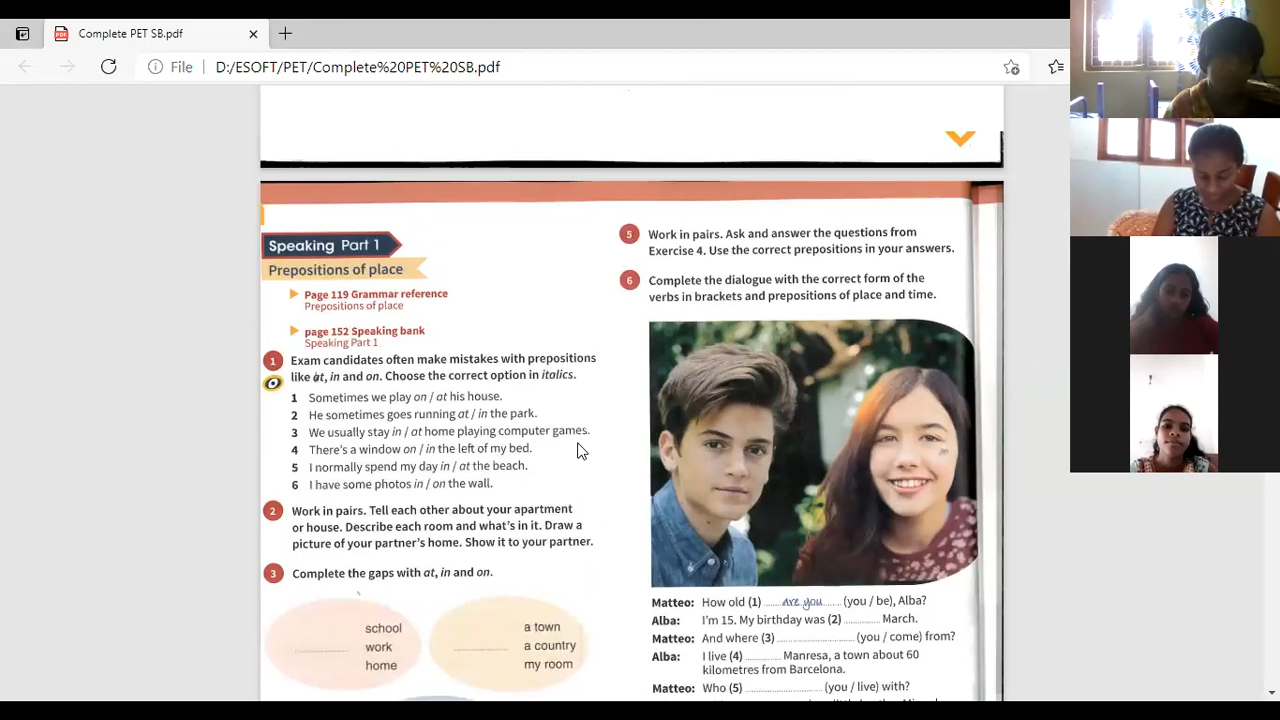 Complete PET SB.pdf
File D:/ESOFT/PET/Complete%20PET%20SB.pdf
Speaking Part 1
Prepositions of place
Page 119 Grammar reference
Prepositions of place
page 152 Speaking bank
Speaking Part 1
1 Exam candidates often make mistakes with prepositions
like at, in and on. Choose the correct option in italics.
1 Sometimes we play on / at his house.
2 He sometimes goes running at / in the park.
3 We usually stay in / at home playing computer games.
4 There's a window on / in the left of my bed.
5 I normally spend my day in / at the beach.
6 I have some photos in / on the wall.
2 Work in pairs. Tell each other about your apartment
or house. Describe each room and what's in it. Draw a
picture of your partner's home. Show it to your partner.
3 Complete the gaps with at, in and on.
school
work
home
a town
a country
my room
5 Work in pairs. Ask and answer the questions from
Exercise 4. Use the correct prepositions in your answers.
6 Complete the dialogue with the correct form of the
verbs in brackets and prepositions of place and time.
Matteo: How old (1) are you (you / be), Alba?
Alba: I'm 15. My birthday was (2) ............ March.
Matteo: And where (3) ............ (you / come) from?
Alba: I live (4) ............ Manresa, a town about 60
kilometres from Barcelona.
Matteo: Who (5) ............ (you / live) with?